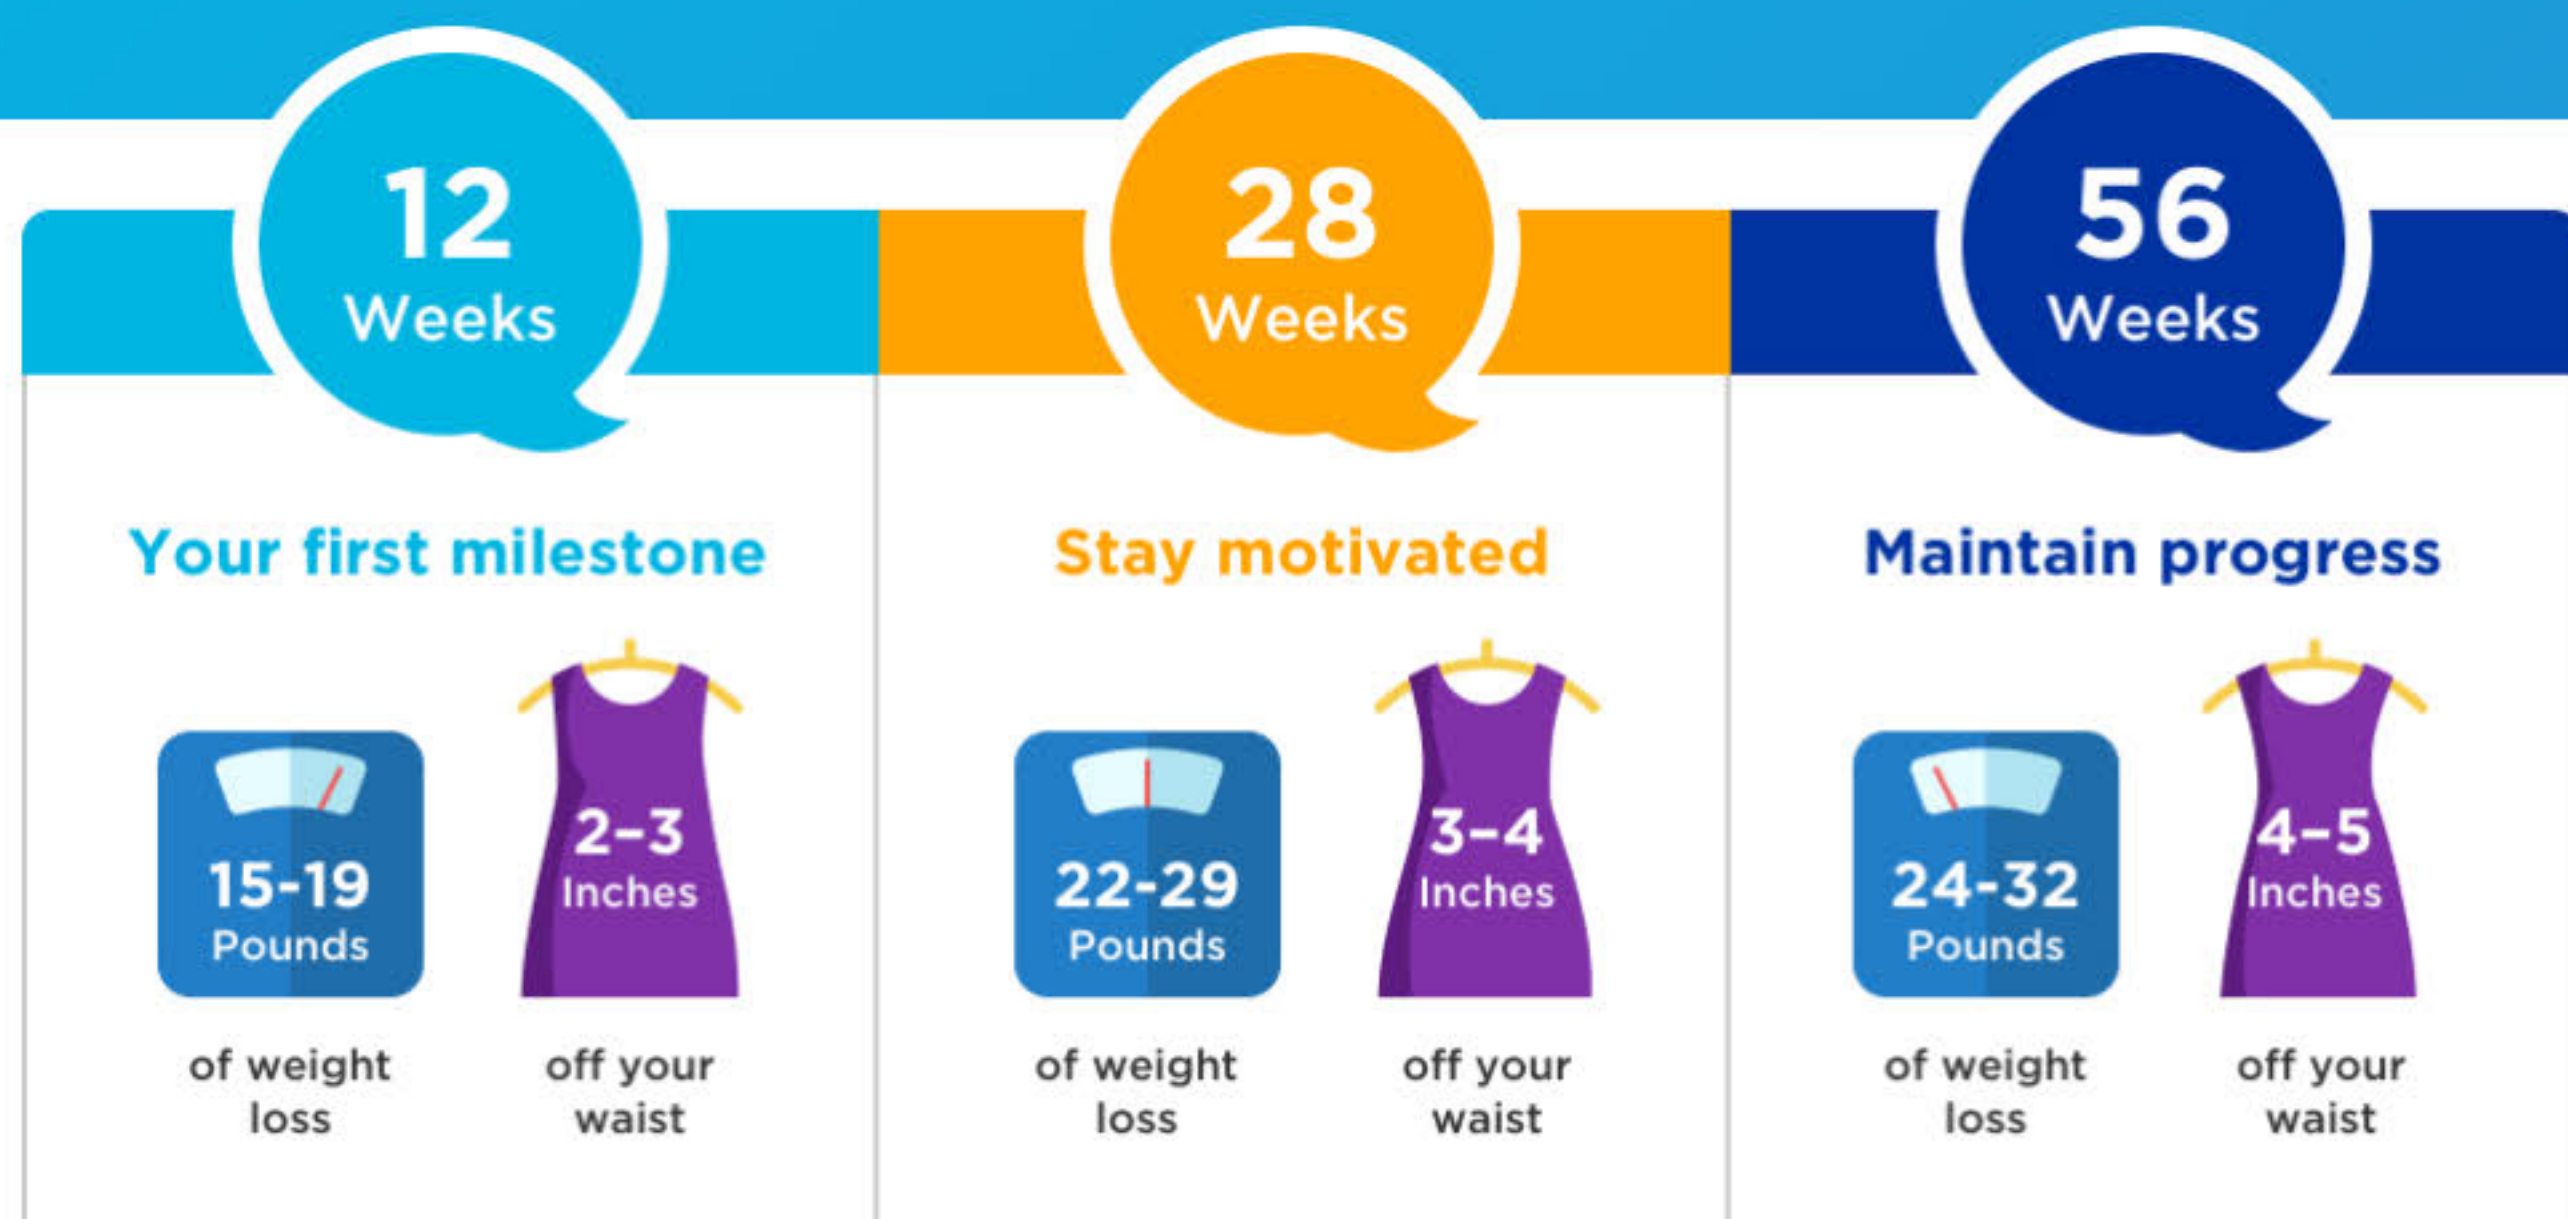 12
Weeks
Your first milestone
15-19
Pounds
of weight
loss
2–3
Inches
off your
waist
28
Weeks
Stay motivated
22-29
Pounds
of weight
loss
3–4
Inches
off your
waist
56
Weeks
Maintain progress
24-32
Pounds
of weight
loss
4–5
Inches
off your
waist